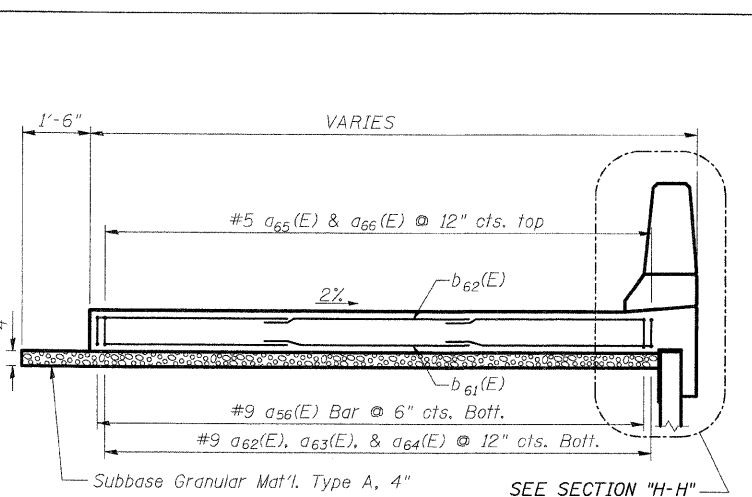 1'-6"
VARIES
#5 a65(E) & a66(E) @ 12" cts. top
2%
b62(E)
4"
b61(E)
#9 a56(E) Bar @ 6" cts. Bott.
#9 a62(E), a63(E), & a64(E) @ 12" cts. Bott.
Subbase Granular Mat'l. Type A, 4"
SEE SECTION "H-H"